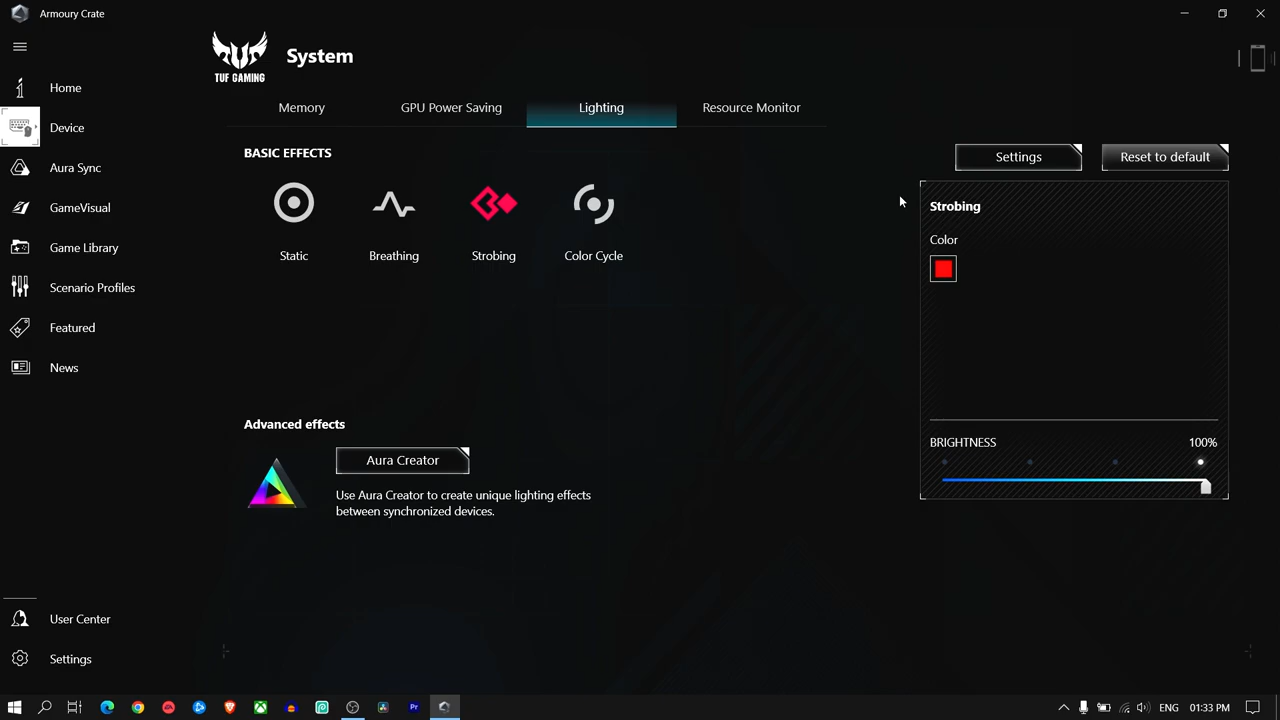 Armoury Crate
TUF GAMING
System
Home
Device
Aura Sync
GameVisual
Game Library
Scenario Profiles
Featured
News
User Center
Settings
Memory
GPU Power Saving
Lighting
Resource Monitor
BASIC EFFECTS
Settings
Reset to default
Static
Breathing
Strobing
Color Cycle
Strobing
Color
BRIGHTNESS 100%
Advanced effects
Aura Creator
Use Aura Creator to create unique lighting effects
between synchronized devices.
Pr
ENG 01:33 PM